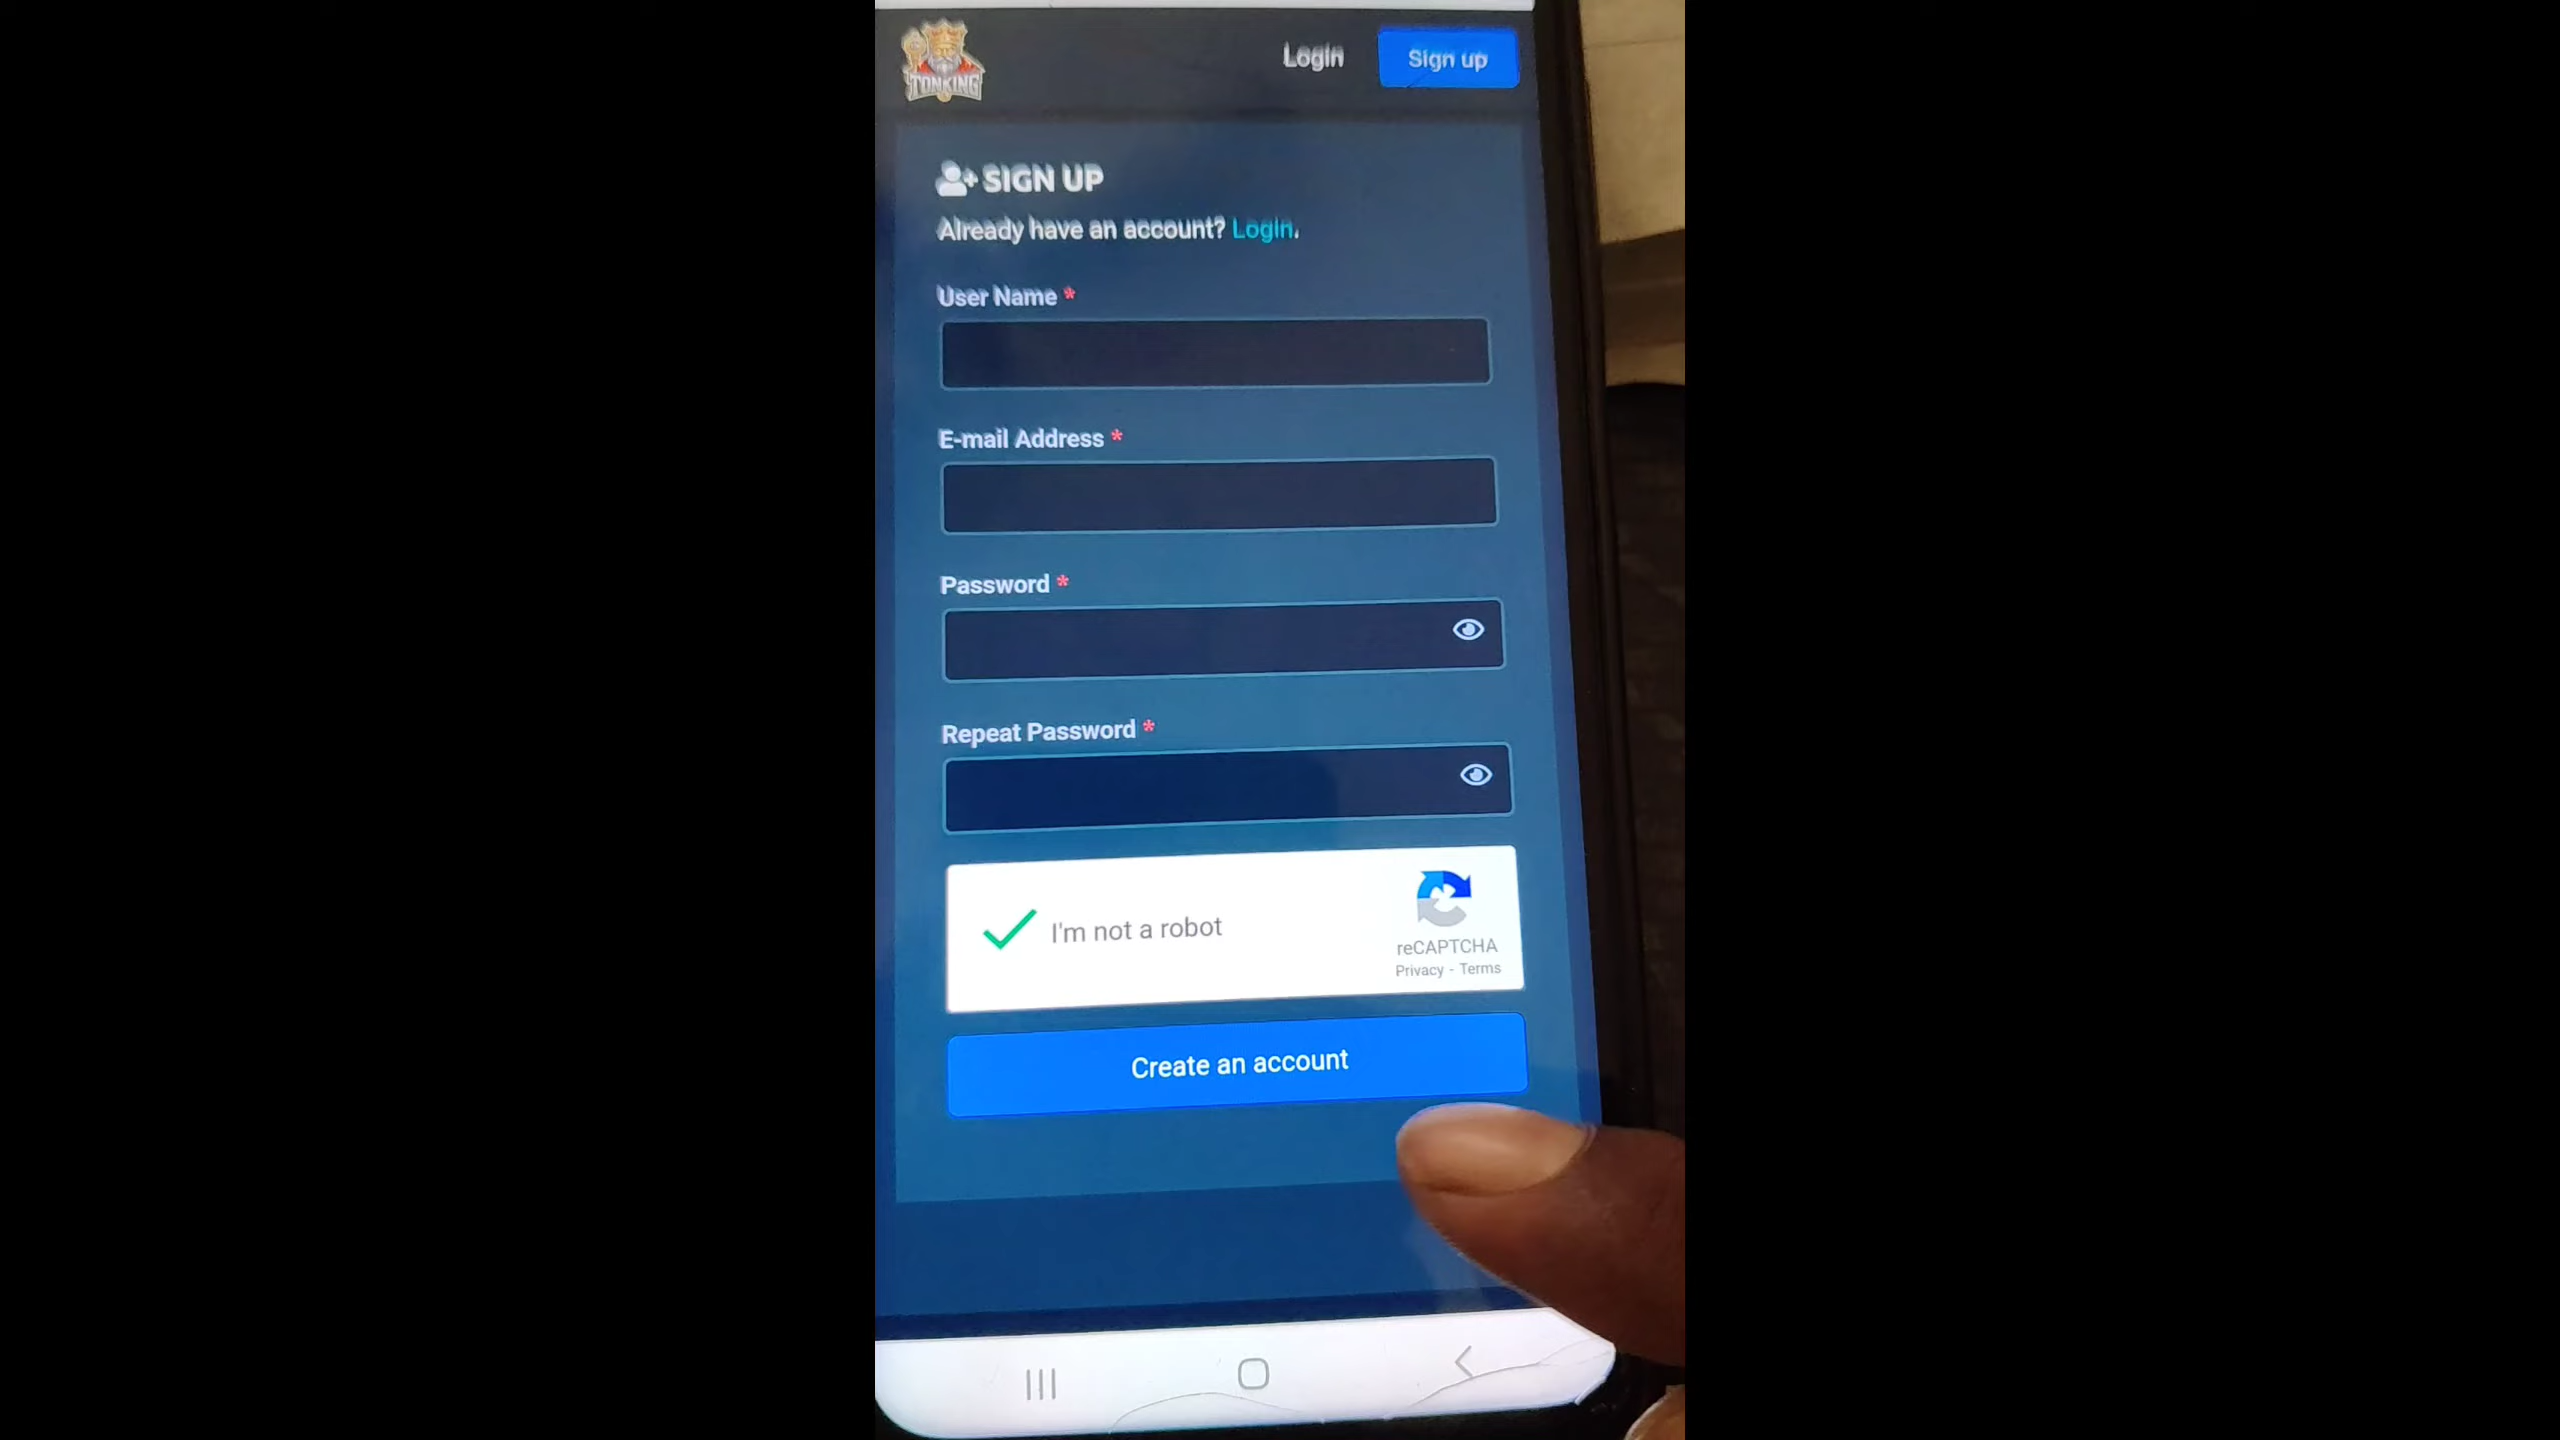 TONKING
Login
Sign up
SIGN UP
Already have an account? Login.
User Name *
E-mail Address *
Password *
Repeat Password *
I'm not a robot
reCAPTCHA
Privacy - Terms
Create an account